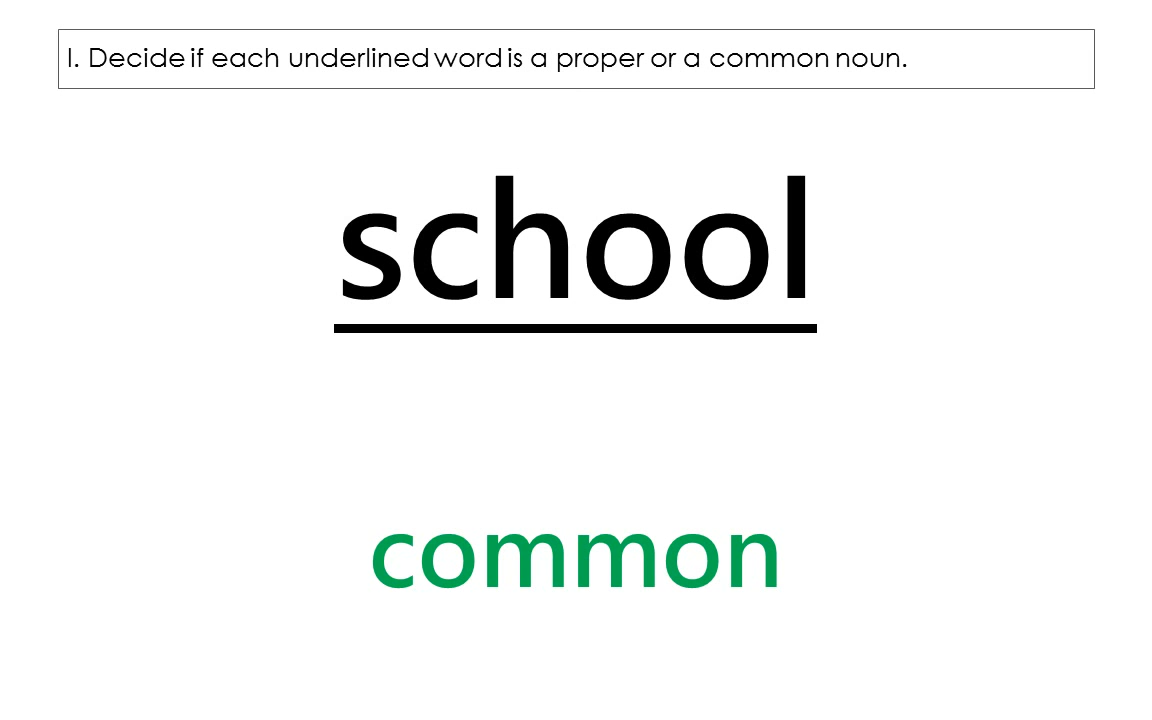 I. Decide if each underlined word is a proper or a common noun.
school
common